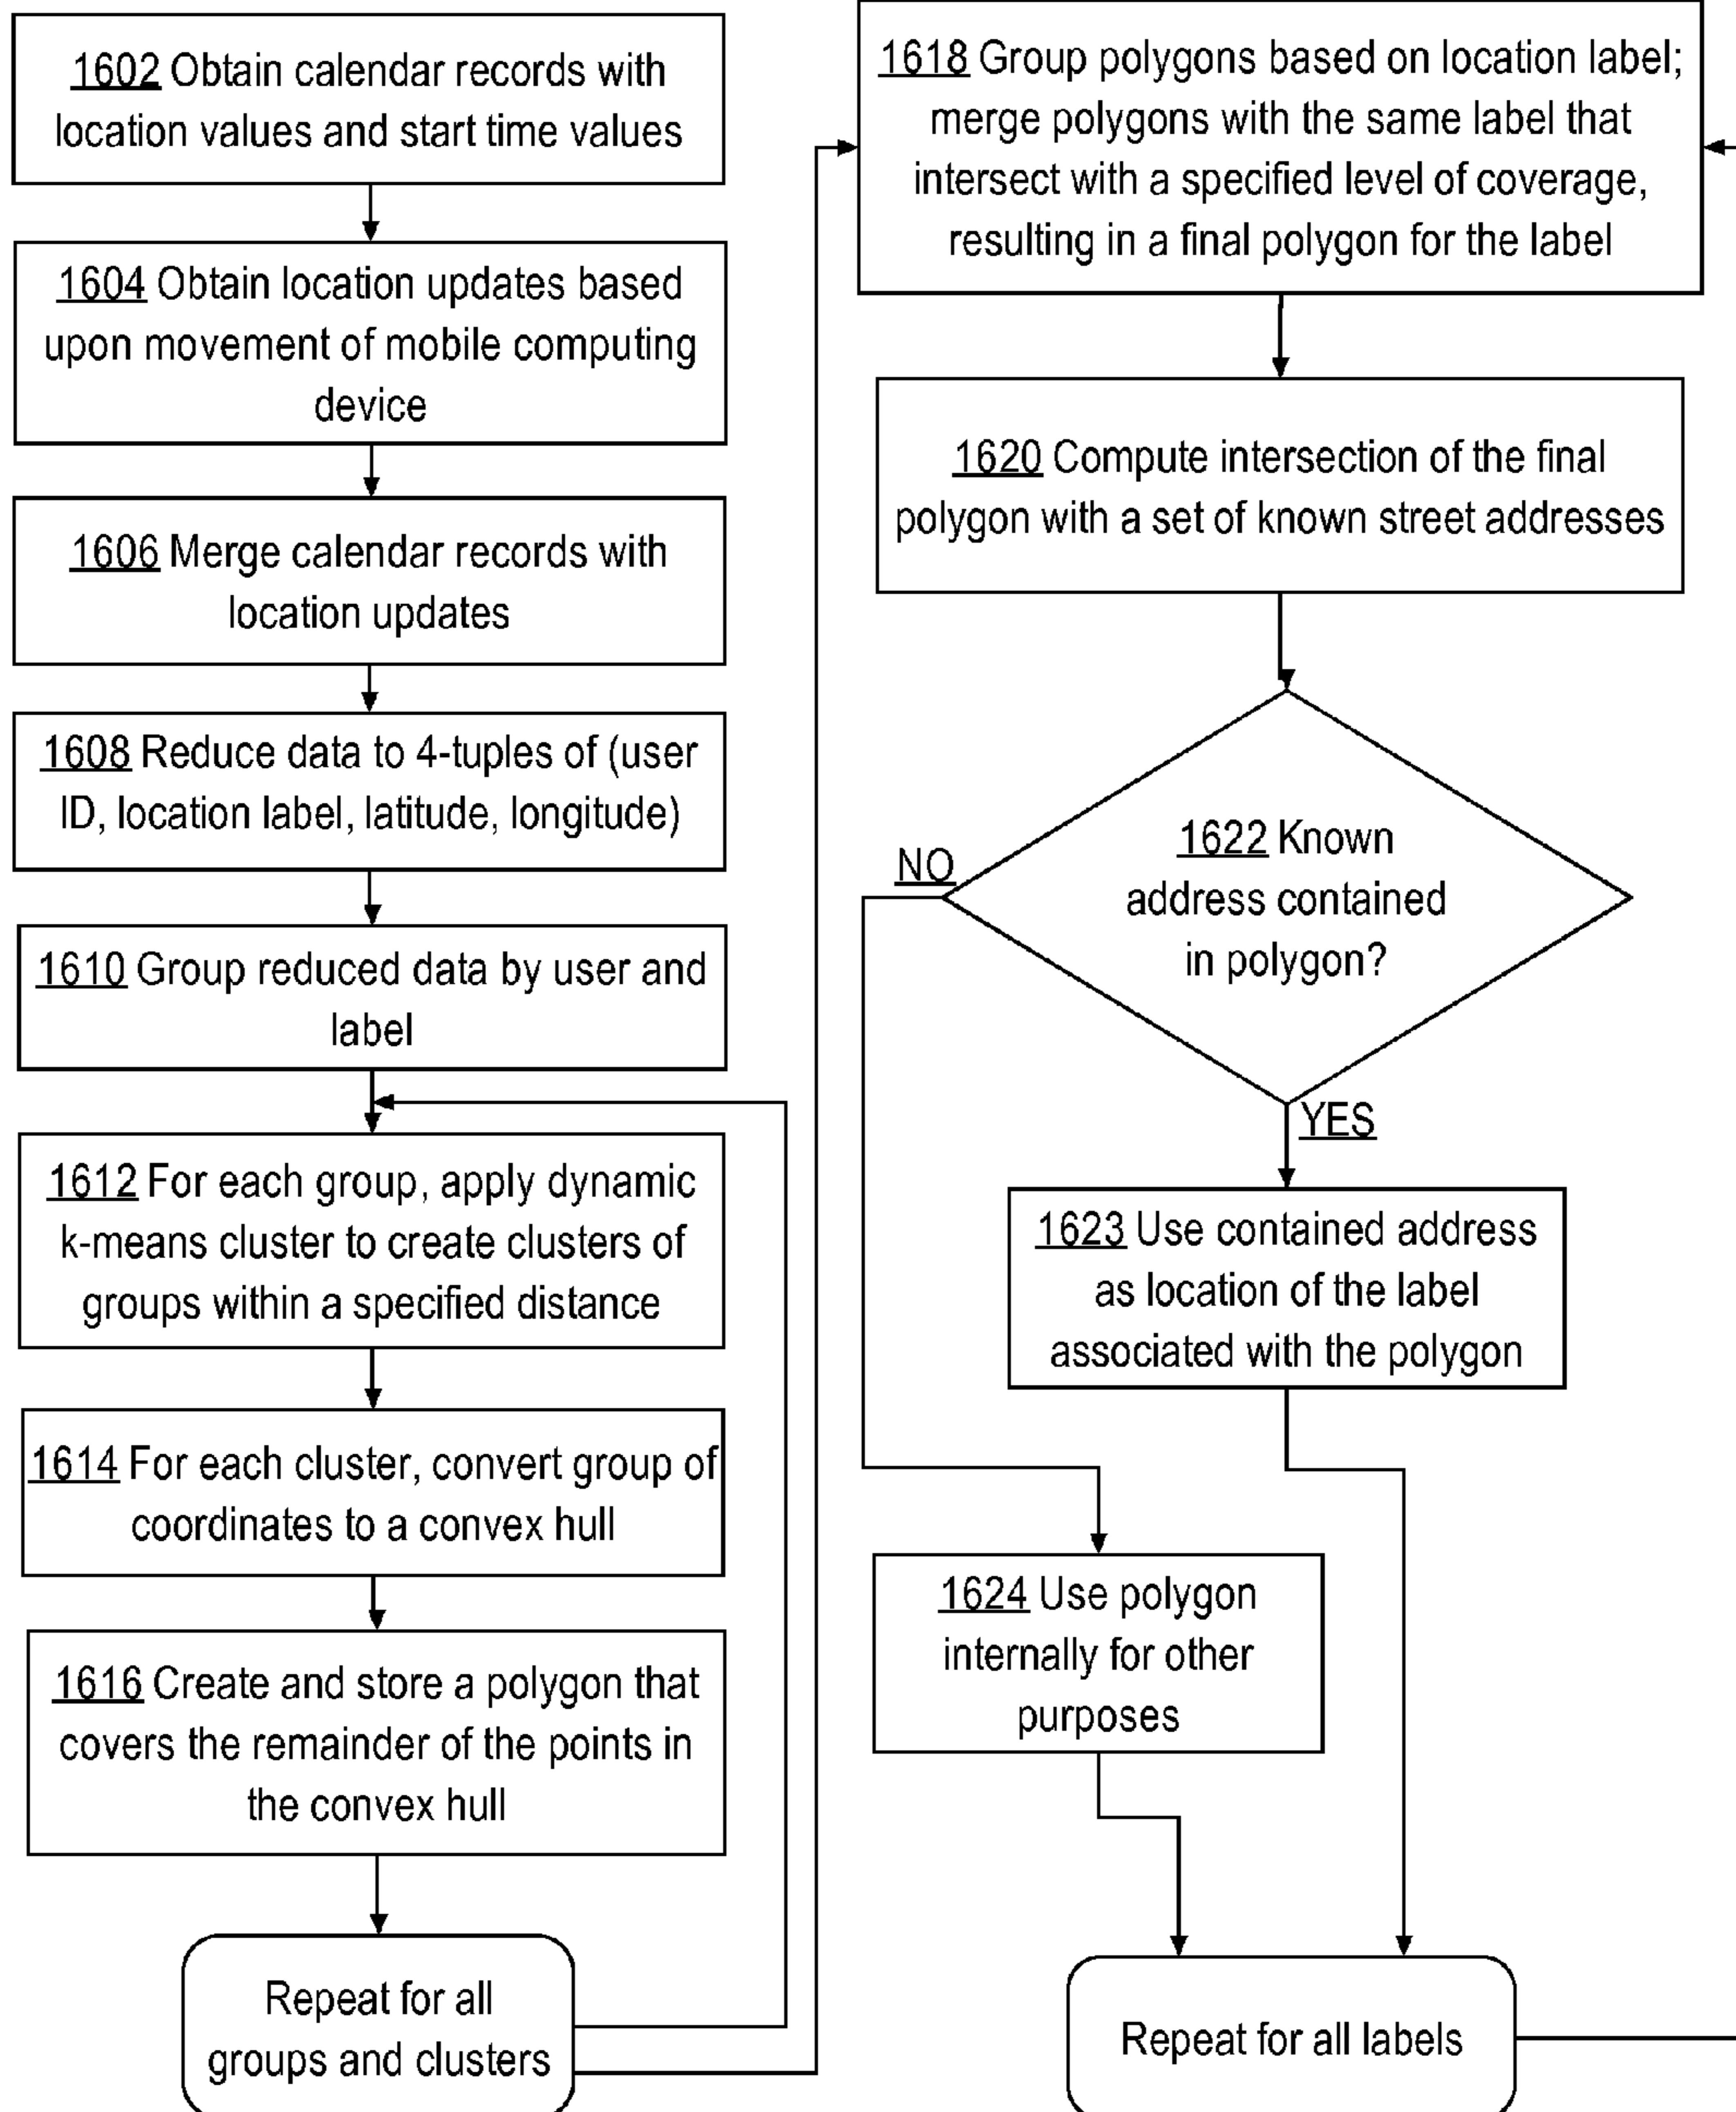 1602 Obtain calendar records with
location values and start time values
1604 Obtain location updates based
upon movement of mobile computing
device
1606 Merge calendar records with
location updates
1608 Reduce data to 4-tuples of (user
ID, location label, latitude, longitude)
1610 Group reduced data by user and
label
1612 For each group, apply dynamic
k-means cluster to create clusters of
groups within a specified distance
1614 For each cluster, convert group of
coordinates to a convex hull
1616 Create and store a polygon that
covers the remainder of the points in
the convex hull
Repeat for all
groups and clusters
1618 Group polygons based on location label;
merge polygons with the same label that
intersect with a specified level of coverage,
resulting in a final polygon for the label
1620 Compute intersection of the final
polygon with a set of known street addresses
1622 Known
address contained
in polygon?
NO
YES
1623 Use contained address
as location of the label
associated with the polygon
1624 Use polygon
internally for other
purposes
Repeat for all labels